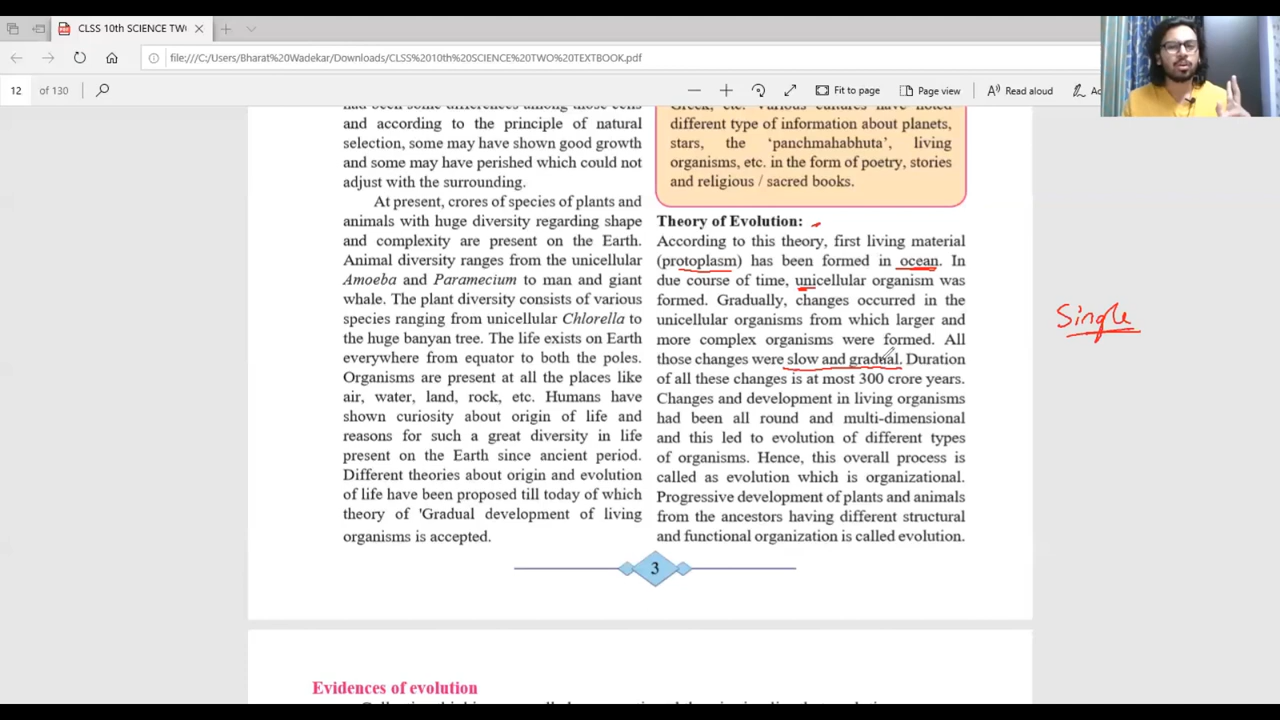 CLSS 10th SCIENCE TWO
file:///C:/Users/Bharat%20Wadekar/Downloads/CLSS%2010th%20SCIENCE%20TWO%20TEXTBOOK.pdf
12 of 130
Fit to page
Page view
Read aloud
had been some differences among those cells
and according to the principle of natural
selection, some may have shown good growth
and some may have perished which could not
adjust with the surrounding.
At present, crores of species of plants and
animals with huge diversity regarding shape
and complexity are present on the Earth.
Animal diversity ranges from the unicellular
Amoeba and Paramecium to man and giant
whale. The plant diversity consists of various
species ranging from unicellular Chlorella to
the huge banyan tree. The life exists on Earth
everywhere from equator to both the poles.
Organisms are present at all the places like
air, water, land, rock, etc. Humans have
shown curiosity about origin of life and
reasons for such a great diversity in life
present on the Earth since ancient period.
Different theories about origin and evolution
of life have been proposed till today of which
theory of 'Gradual development of living
organisms is accepted.
Greek, etc. Various cultures have noted
different type of information about planets,
stars, the ‘panchmahabhuta’, living
organisms, etc. in the form of poetry, stories
and religious / sacred books.
Theory of Evolution:
According to this theory, first living material
(protoplasm) has been formed in ocean. In
due course of time, unicellular organism was
formed. Gradually, changes occurred in the
unicellular organisms from which larger and
more complex organisms were formed. All
those changes were slow and gradual. Duration
of all these changes is at most 300 crore years.
Changes and development in living organisms
had been all round and multi-dimensional
and this led to evolution of different types
of organisms. Hence, this overall process is
called as evolution which is organizational.
Progressive development of plants and animals
from the ancestors having different structural
and functional organization is called evolution.
Single
3
Evidences of evolution